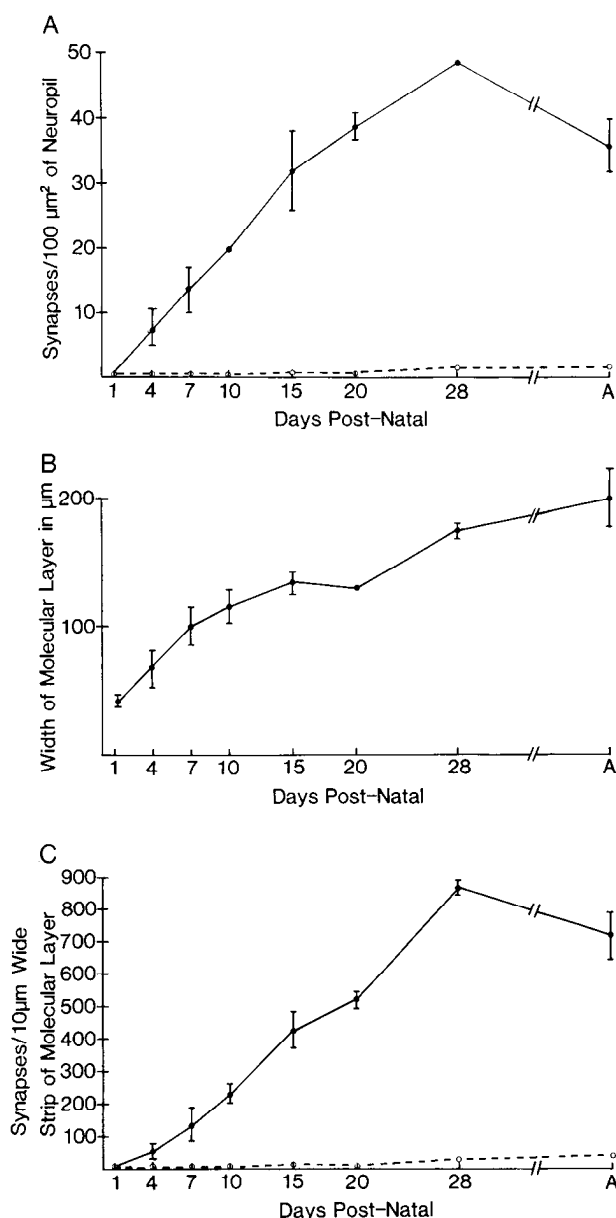 A
Synapses/100 μm² of Neuropil
50
40
30
20
10
1 4 7 10 15 20 28 A
Days Post–Natal
B
Width of Molecular Layer in μm
200
100
1 4 7 10 15 20 28 A
Days Post–Natal
C
Synapses/10μm Wide
Strip of Molecular Layer
900
800
700
600
500
400
300
200
100
1 4 7 10 15 20 28 A
Days Post–Natal